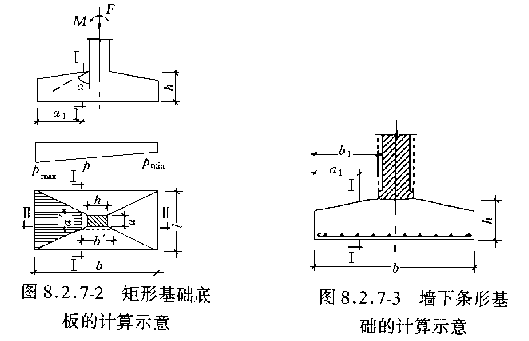 M
F
I
h
a₁
I
pmax
p
pmin
I
h
II
II
a'
a
l
b'
I
b
图 8.2.7-2 矩形基础底
板的计算示意
b₁
a₁
I
h
I
b
图 8.2.7-3 墙下条形基
础的计算示意